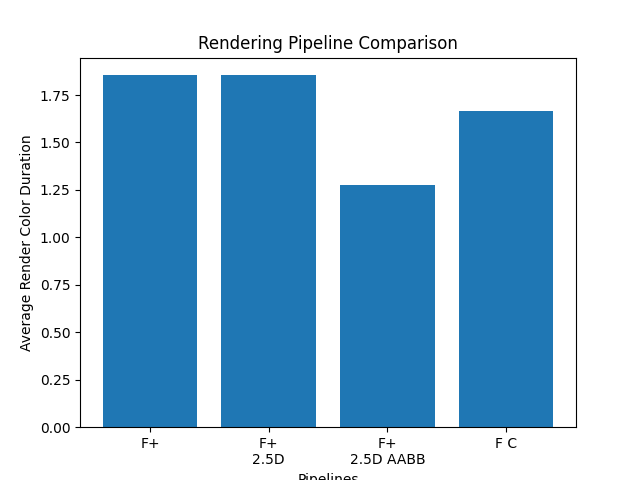 Rendering Pipeline Comparison
Average Render Color Duration
1.75
1.50
1.25
1.00
0.75
0.50
0.25
0.00
F+
F+
2.5D
F+
2.5D AABB
F C
Pipelines